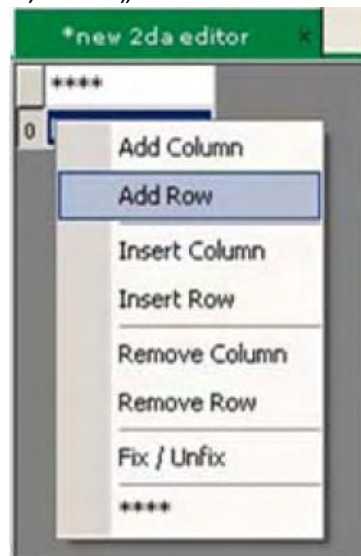 *new 2da editor x
****
0
Add Column
Add Row
Insert Column
Insert Row
Remove Column
Remove Row
Fix / Unfix
****